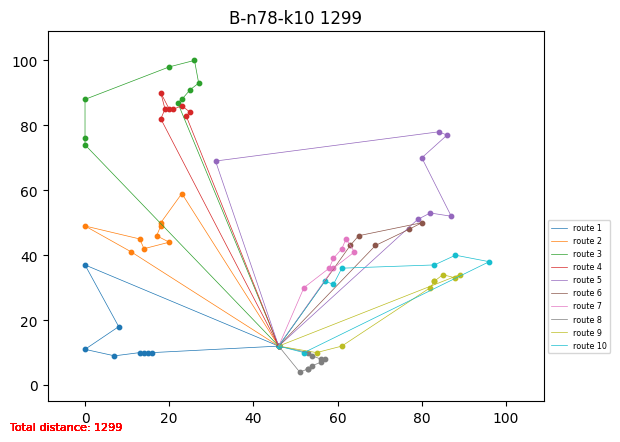 B-n78-k10 1299
100
80
60
40
20
0
0 20 40 60 80 100
route 1
route 2
route 3
route 4
route 5
route 6
route 7
route 8
route 9
route 10
Total distance: 1299